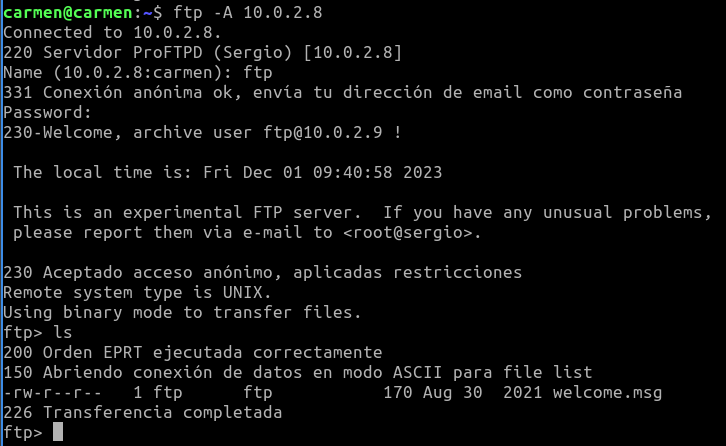 carmen@carmen:~$ ftp -A 10.0.2.8
Connected to 10.0.2.8.
220 Servidor ProFTPD (Sergio) [10.0.2.8]
Name (10.0.2.8:carmen): ftp
331 Conexión anónima ok, envía tu dirección de email como contraseña
Password:
230-Welcome, archive user ftp@10.0.2.9 !
The local time is: Fri Dec 01 09:40:58 2023
This is an experimental FTP server.  If you have any unusual problems,
please report them via e-mail to <root@sergio>.
230 Aceptado acceso anónimo, aplicadas restricciones
Remote system type is UNIX.
Using binary mode to transfer files.
ftp> ls
200 Orden EPRT ejecutada correctamente
150 Abriendo conexión de datos en modo ASCII para file list
-rw-r--r--   1 ftp      ftp           170 Aug 30  2021 welcome.msg
226 Transferencia completada
ftp>